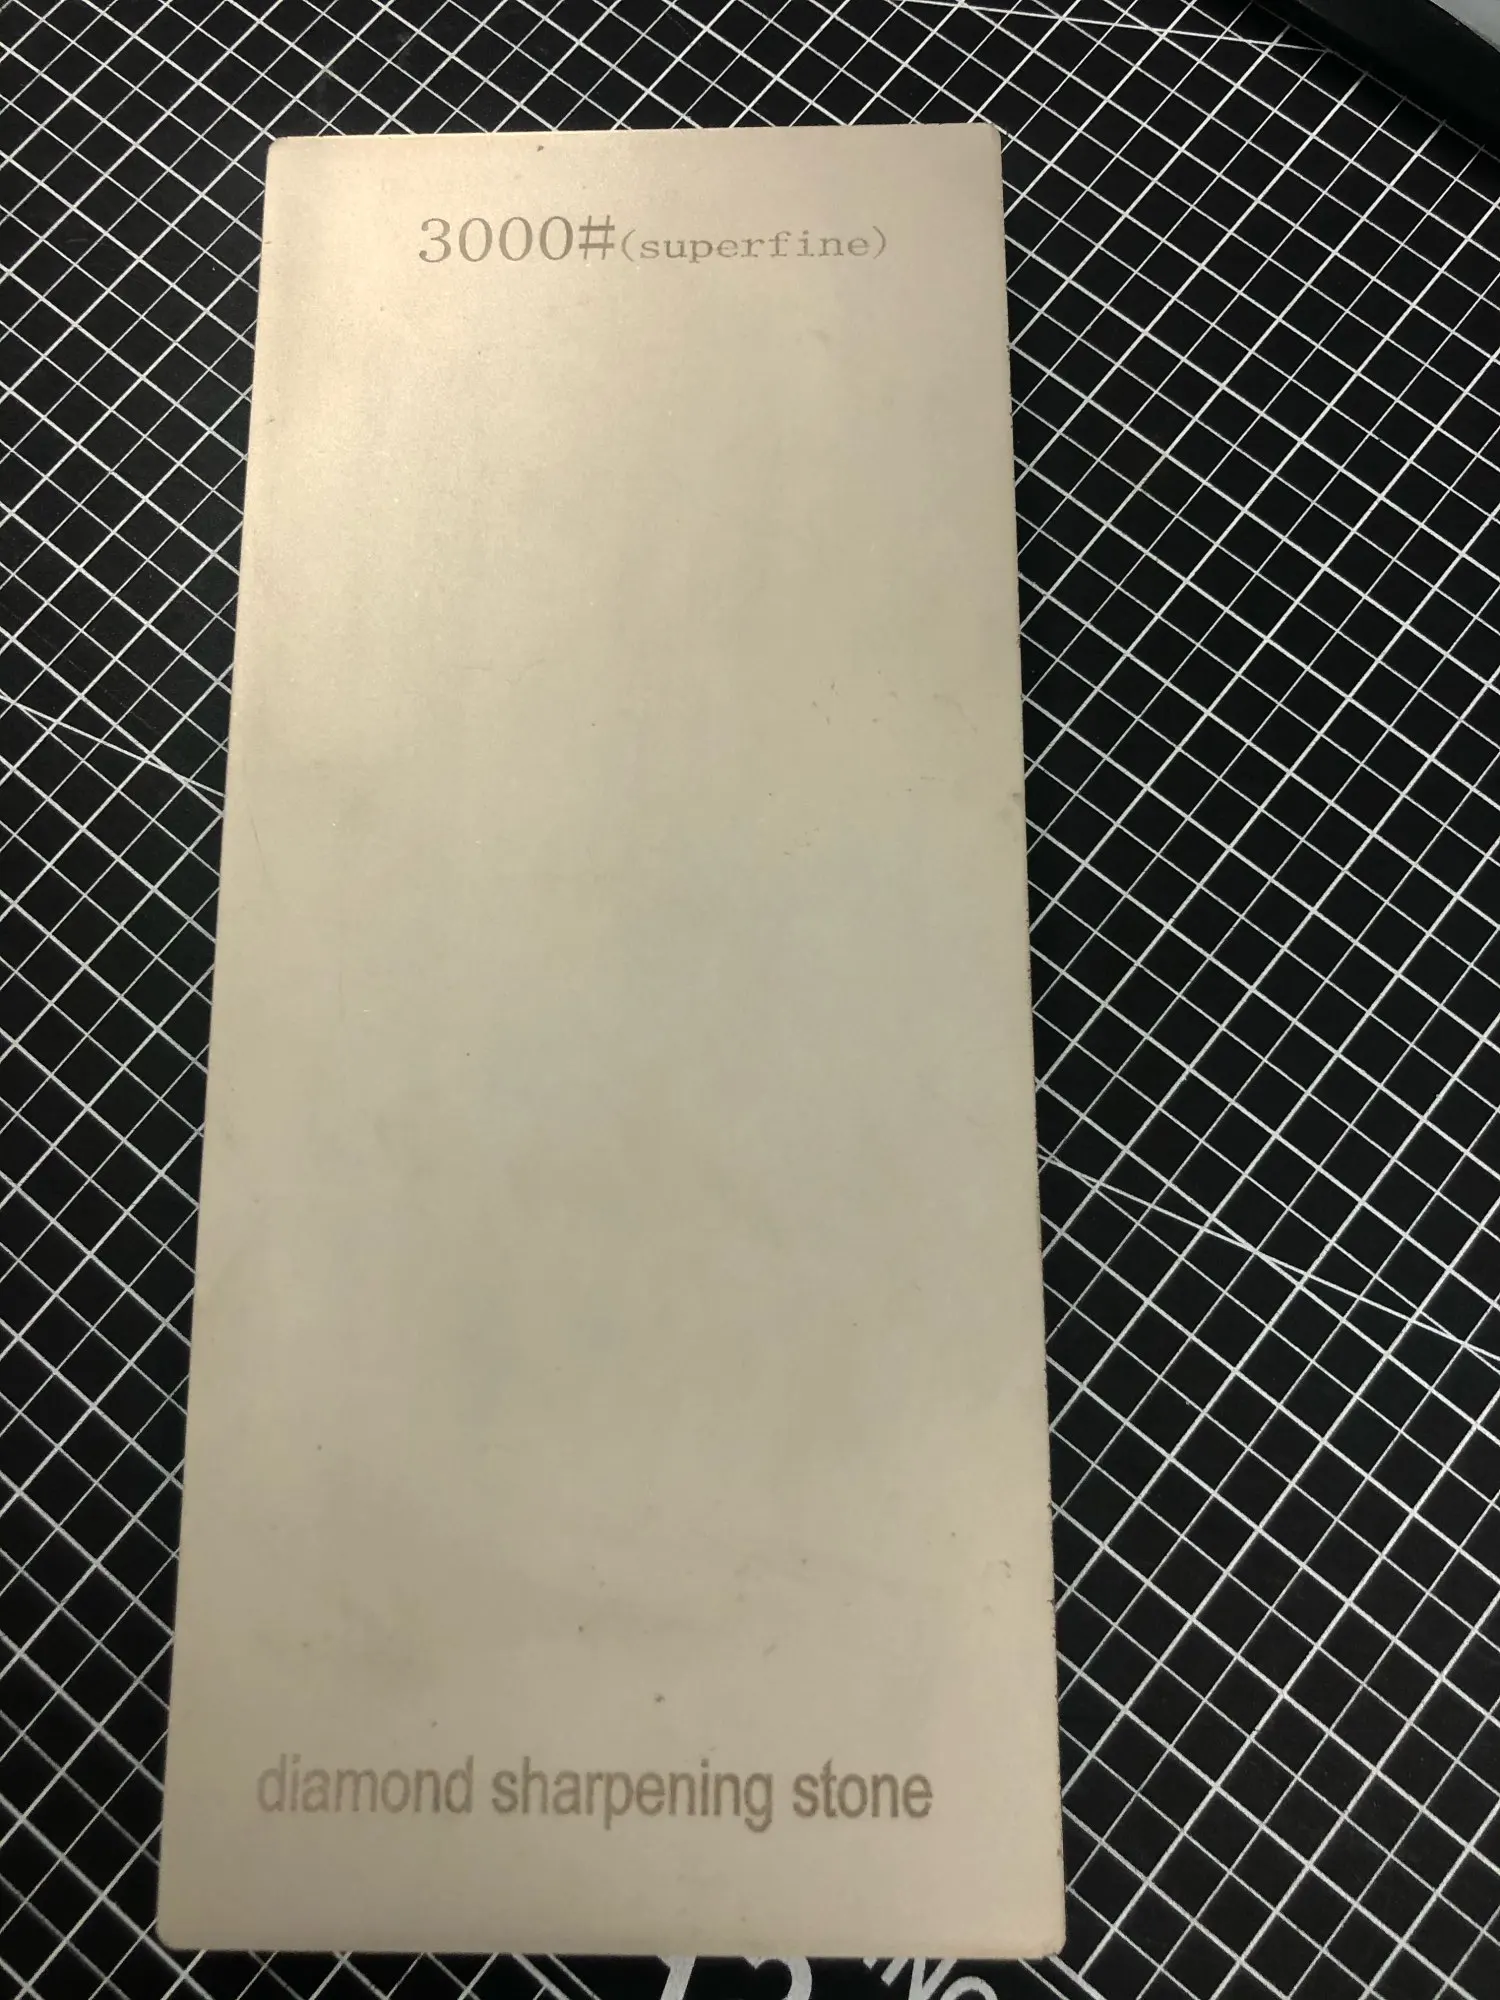 3000#(superfine)
diamond sharpening stone